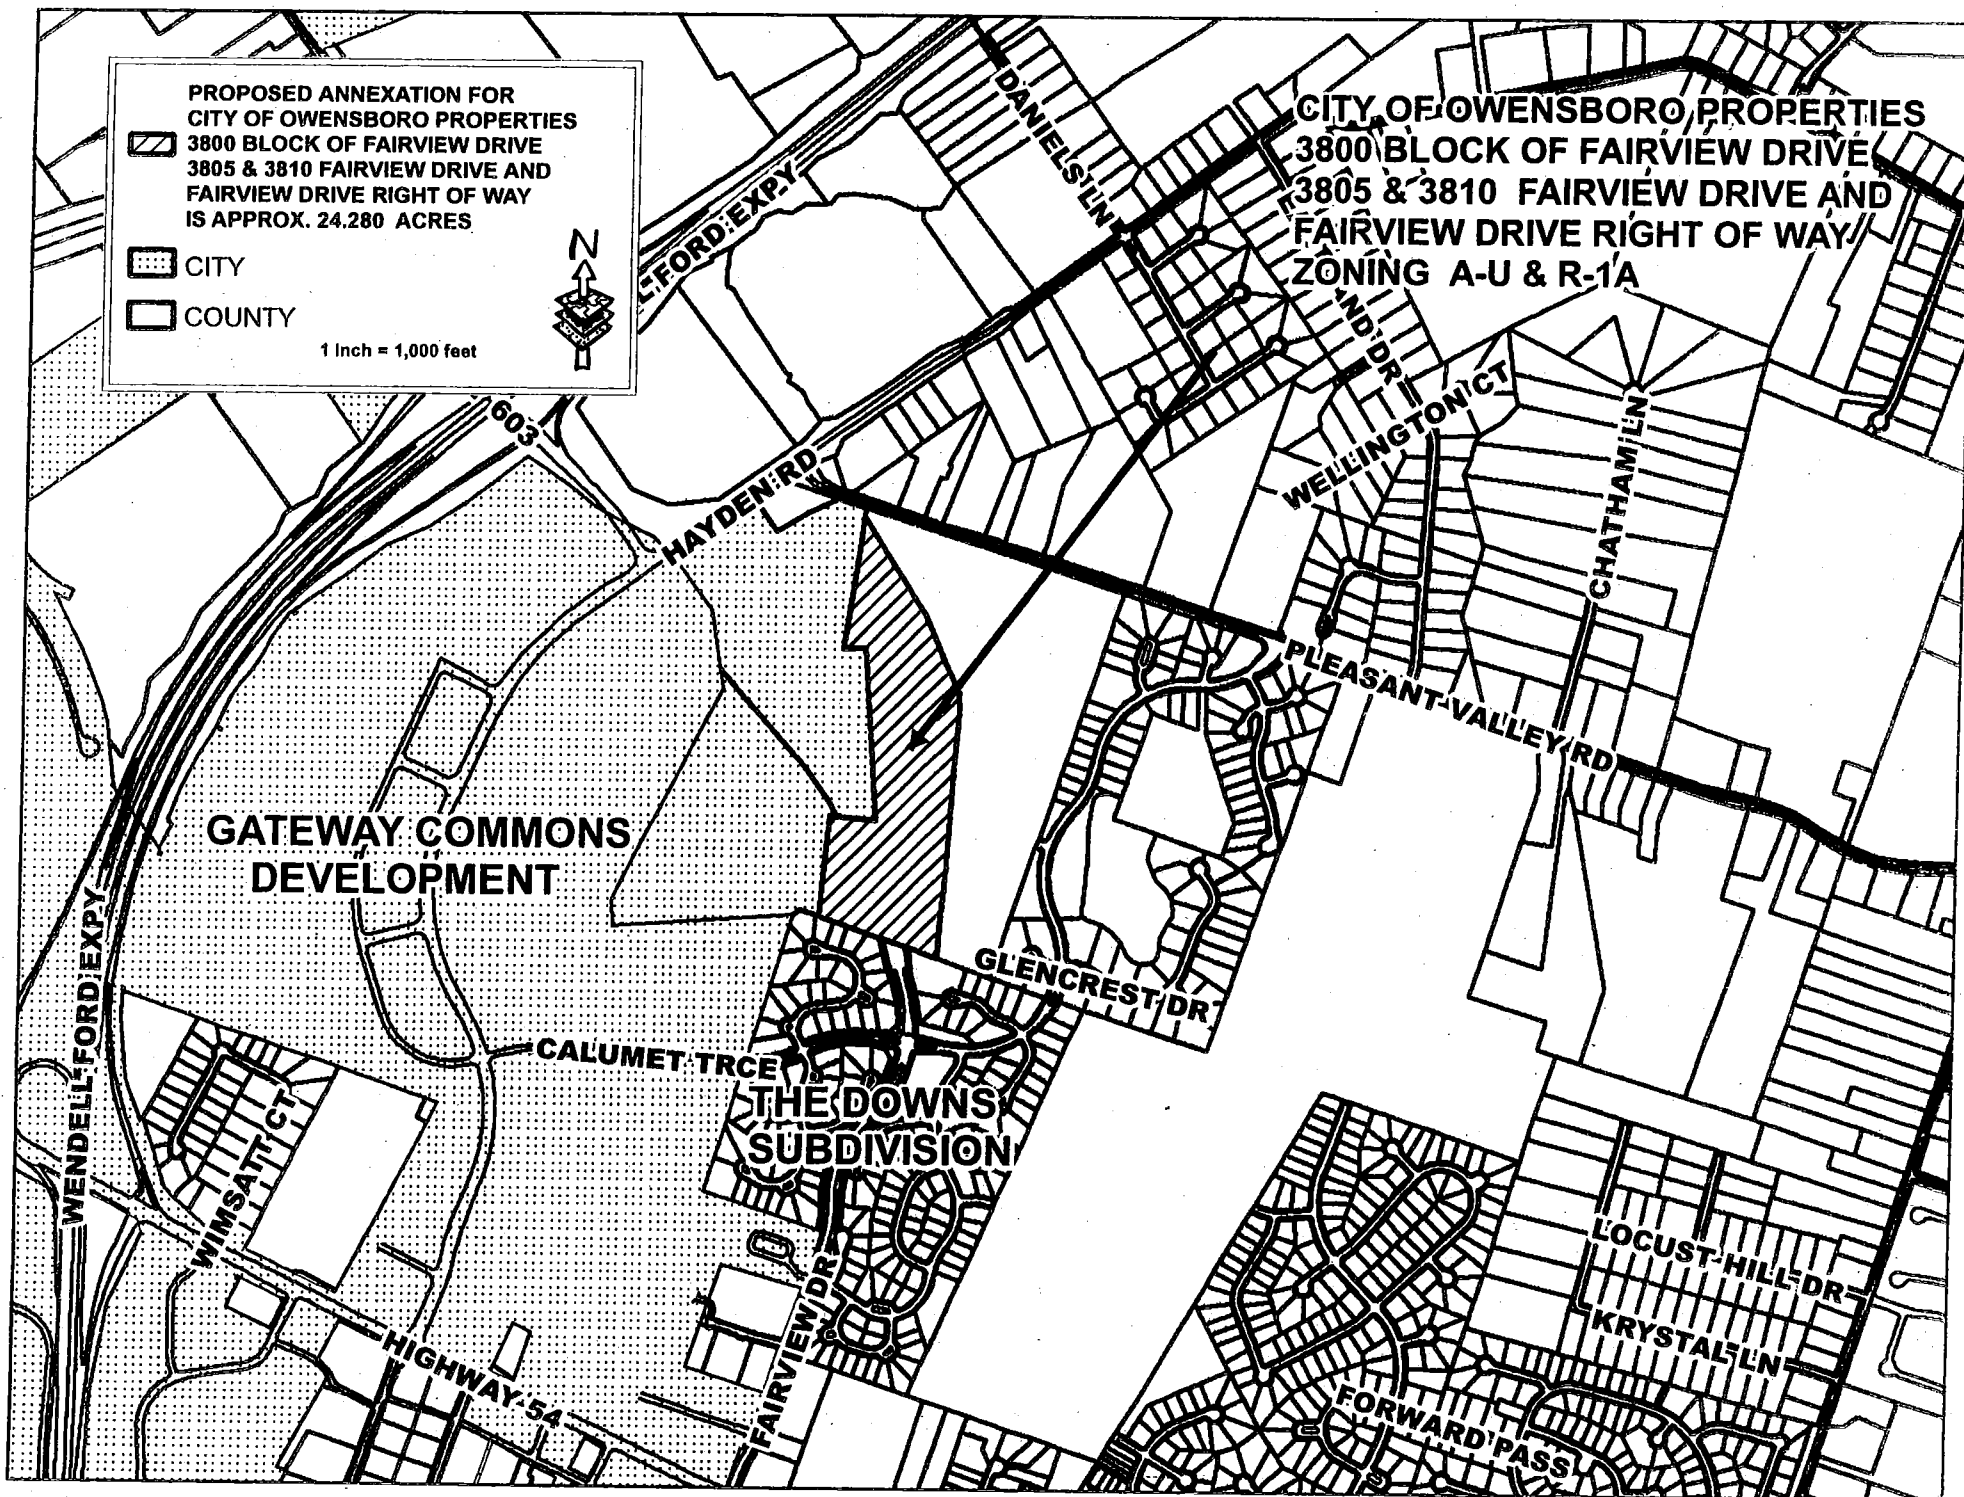 PROPOSED ANNEXATION FOR
CITY OF OWENSBORO PROPERTIES
3800 BLOCK OF FAIRVIEW DRIVE
3805 & 3810 FAIRVIEW DRIVE AND
FAIRVIEW DRIVE RIGHT OF WAY
IS APPROX. 24.280 ACRES
CITY
COUNTY
1 Inch = 1,000 feet
N
CITY OF OWENSBORO PROPERTIES
3800 BLOCK OF FAIRVIEW DRIVE
3805 & 3810 FAIRVIEW DRIVE AND
FAIRVIEW DRIVE RIGHT OF WAY
ZONING A-U & R-1A
DANIELS LN
FORD EXPY
AND DR
603
HAYDEN RD
WELLINGTON CT
CHATHAM LN
PLEASANT VALLEY RD
GATEWAY COMMONS
DEVELOPMENT
WENDELL FORD EXPY
GLENCREST DR
CALUMET TRCE
THE DOWNS
SUBDIVISION
WIMSATT CT
HIGHWAY 54
FAIRVIEW DR
LOCUST HILL DR
KRYSTAL LN
FORWARD PASS